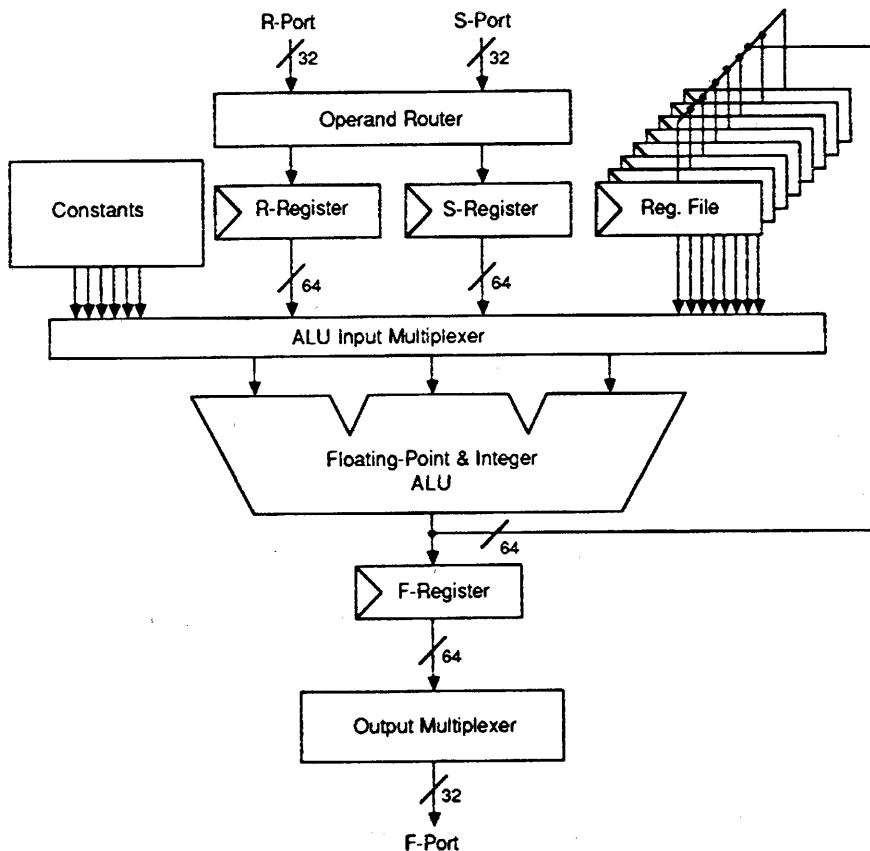 R-Port
S-Port
32
32
Operand Router
Constants
R-Register
S-Register
Reg. File
64
64
ALU Input Multiplexer
Floating-Point & Integer
ALU
64
F-Register
64
Output Multiplexer
32
F-Port